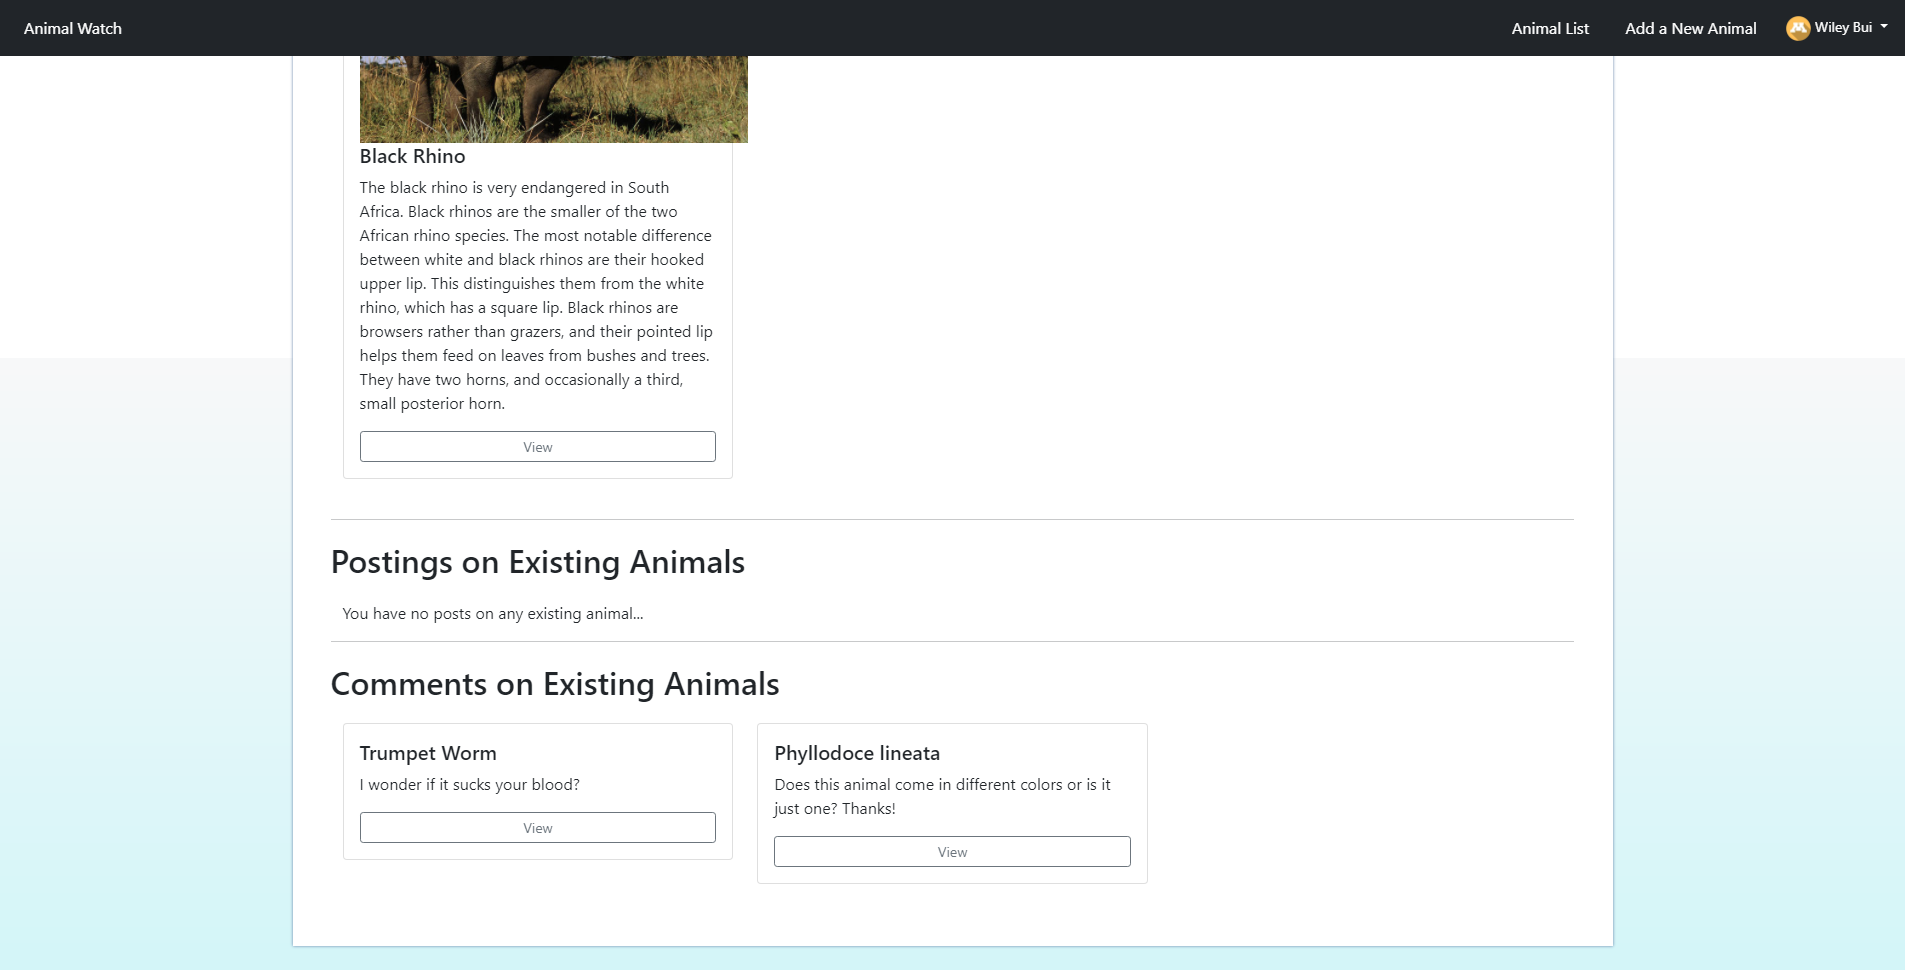 Animal Watch
Animal List
Add a New Animal
Wiley Bui
Black Rhino
The black rhino is very endangered in South
Africa. Black rhinos are the smaller of the two
African rhino species. The most notable difference
between white and black rhinos are their hooked
upper lip. This distinguishes them from the white
rhino, which has a square lip. Black rhinos are
browsers rather than grazers, and their pointed lip
helps them feed on leaves from bushes and trees.
They have two horns, and occasionally a third,
small posterior horn.
View
Postings on Existing Animals
You have no posts on any existing animal...
Comments on Existing Animals
Trumpet Worm
I wonder if it sucks your blood?
View
Phyllodoce lineata
Does this animal come in different colors or is it
just one? Thanks!
View